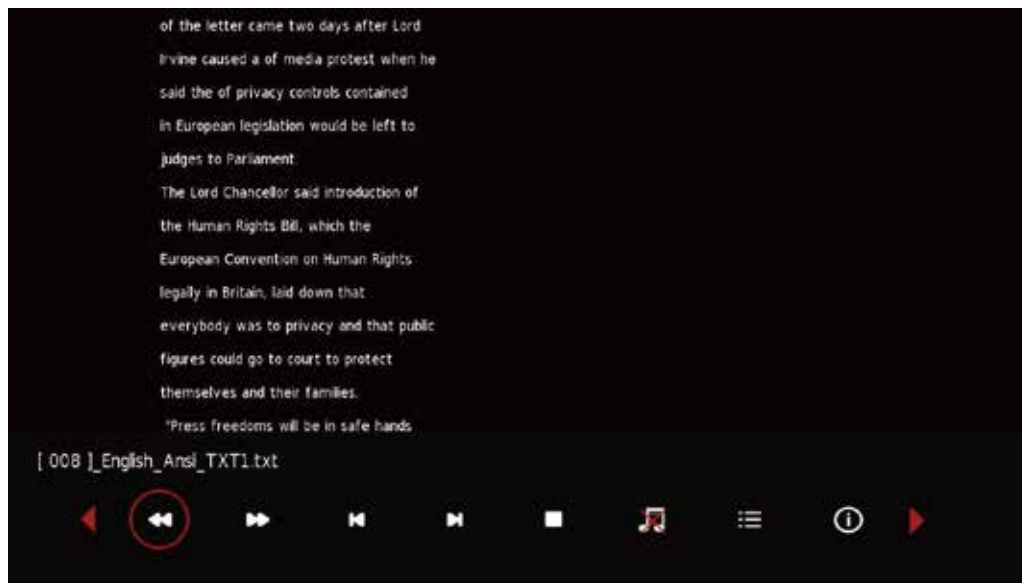 of the letter came two days after Lord
Irvine caused a of media protest when he
said the of privacy controls contained
in European legislation would be left to
judges to Parliament.
The Lord Chancellor said introduction of
the Human Rights Bill, which the
European Convention on Human Rights
legally in Britain, laid down that
everybody was to privacy and that public
figures could go to court to protect
themselves and their families.
"Press freedoms will be in safe hands
[ 008 ]_English_Ansi_TXT1.txt